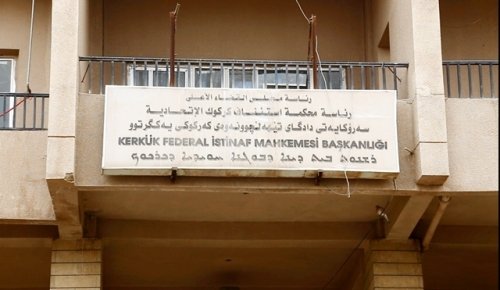 رئاسة مجلس القضاء الاعلى
رئاسة محكمة استئناف كركوك الاتحادية
سەرۆکایەتی دادگای تێهەڵچوونەوەی کەرکوکی یەکگرتوو
KERKÜK FEDERAL İSTİNAF MAHKEMESİ BAŞKANLIĞI